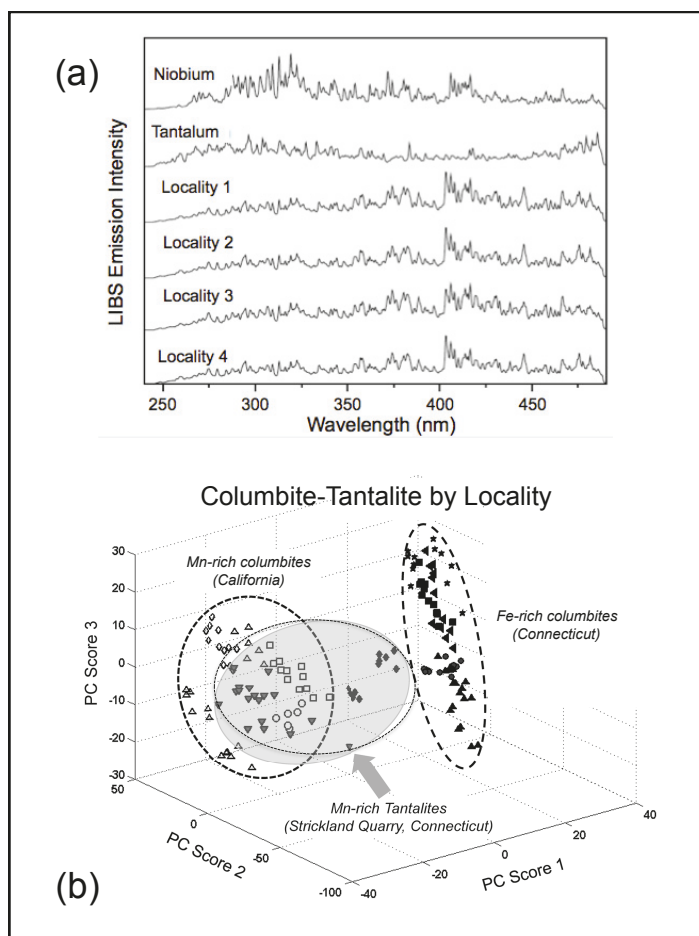 (a)
LIBS Emission Intensity
Niobium
Tantalum
Locality 1
Locality 2
Locality 3
Locality 4
250 300 350 400 450
Wavelength (nm)
Columbite-Tantalite by Locality
30
20
10
0
-10
-20
-30
PC Score 3
Mn-rich columbites
(California)
Fe-rich columbites
(Connecticut)
Mn-rich Tantalites
(Strickland Quarry, Connecticut)
50
0
-50
-100
PC Score 2
-40
-20
0
20
40
PC Score 1
(b)